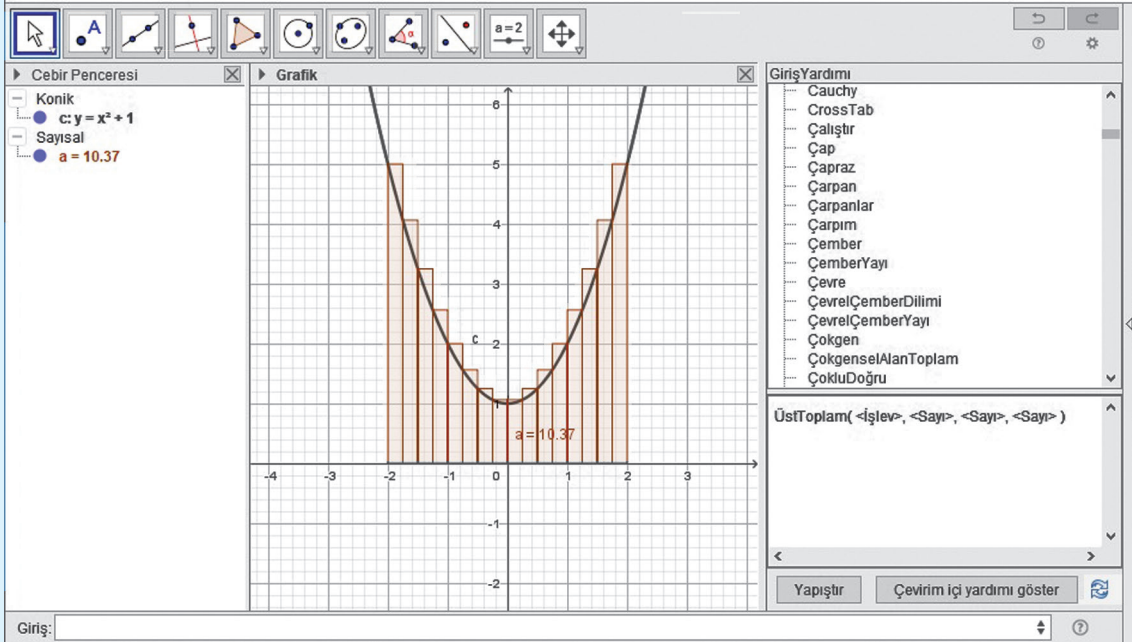 A
α
a = 2
Cebir Penceresi
Konik
c: y = x² + 1
Sayısal
a = 10.37
Grafik
6
5
4
3
2
1
-1
-2
-4 -3 -2 -1 0 1 2 3
c
a = 10.37
GirişYardımı
Cauchy
CrossTab
Çalıştır
Çap
Çapraz
Çarpan
Çarpanlar
Çarpım
Çember
ÇemberYayı
Çevre
ÇevrelÇemberDilimi
ÇevrelÇemberYayı
Çokgen
ÇokgenselAlanToplam
ÇokluDoğru
ÜstToplam( <İşlev>, <Sayı>, <Sayı>, <Sayı> )
Yapıştır Çevirim içi yardımı göster
Giriş: